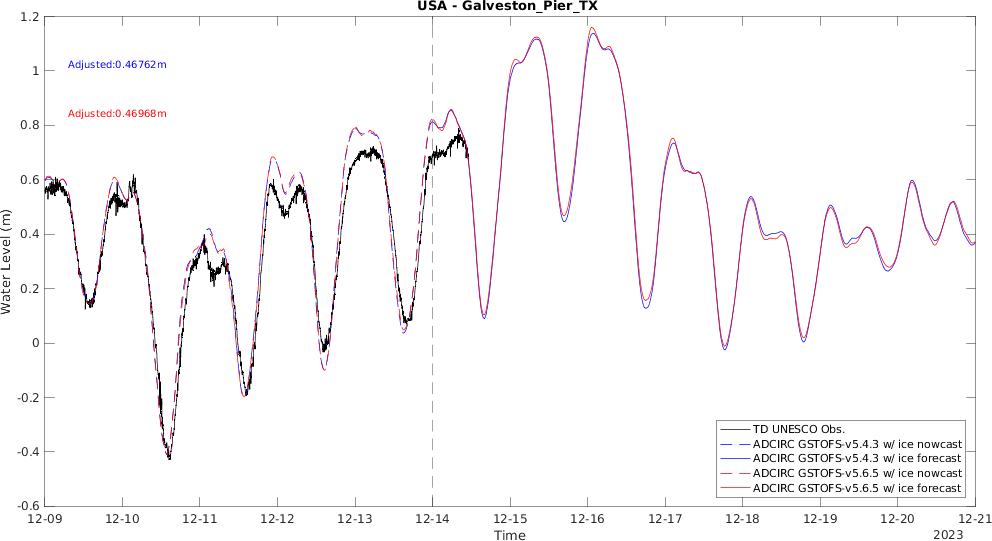 USA - Galveston_Pier_TX
1.2
1
0.8
0.6
0.4
0.2
0
-0.2
-0.4
-0.6
Water Level (m)
Adjusted:0.46762m
Adjusted:0.46968m
TD UNESCO Obs.
ADCIRC GSTOFS-v5.4.3 w/ ice nowcast
ADCIRC GSTOFS-v5.4.3 w/ ice forecast
ADCIRC GSTOFS-v5.6.5 w/ ice nowcast
ADCIRC GSTOFS-v5.6.5 w/ ice forecast
12-09 12-10 12-11 12-12 12-13 12-14 12-15 12-16 12-17 12-18 12-19 12-20 12-21
Time
2023